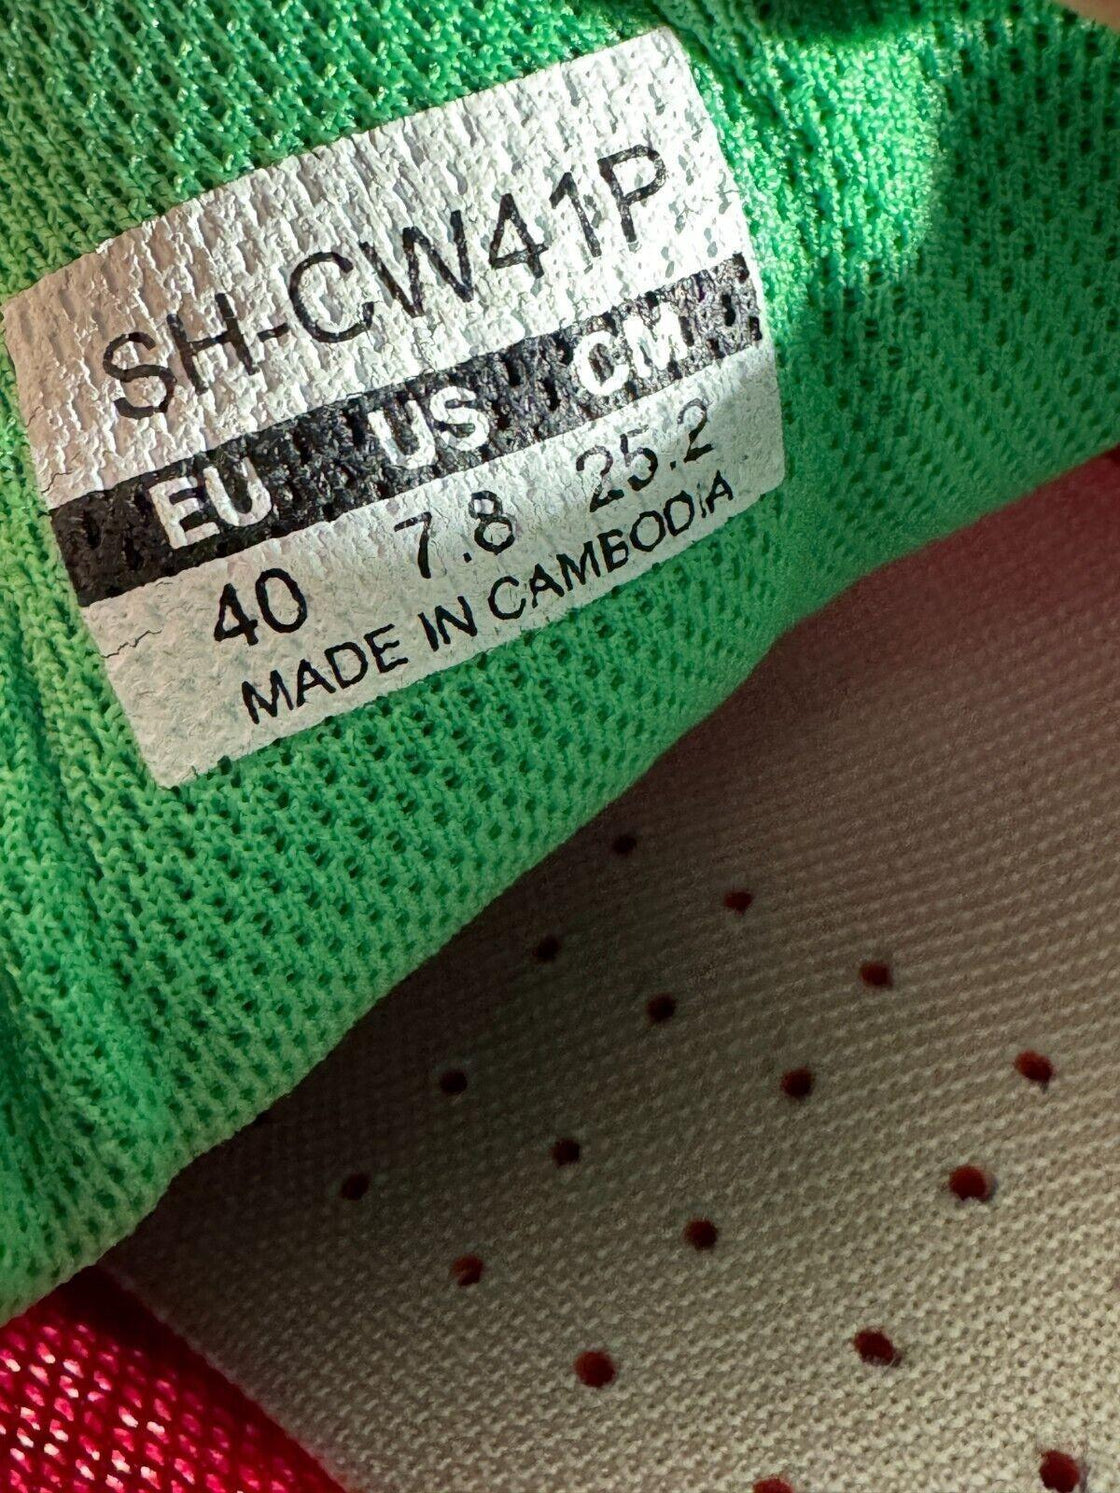 SH-CW41P
EU US CM
40 7.8 25.2
MADE IN CAMBODIA